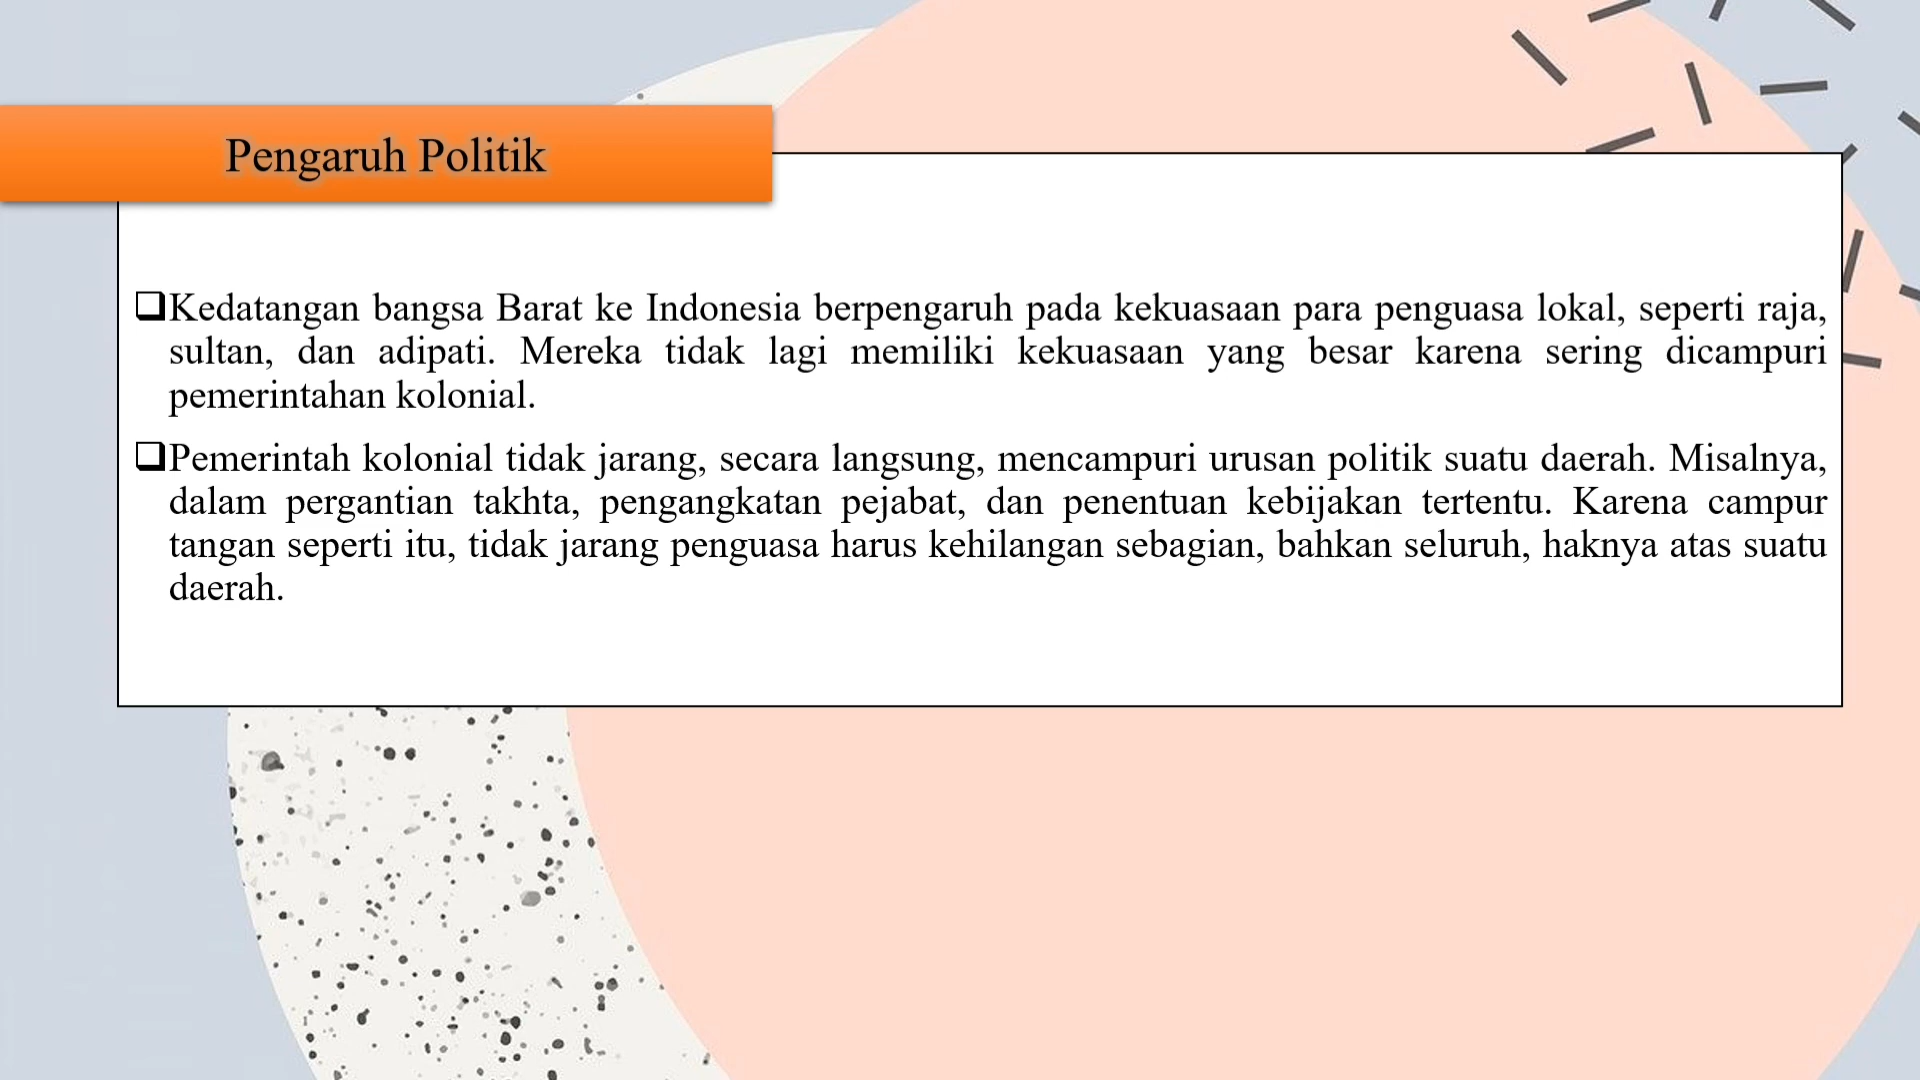 Pengaruh Politik
❑Kedatangan bangsa Barat ke Indonesia berpengaruh pada kekuasaan para penguasa lokal, seperti raja,
sultan, dan adipati. Mereka tidak lagi memiliki kekuasaan yang besar karena sering dicampuri
pemerintahan kolonial.
❑Pemerintah kolonial tidak jarang, secara langsung, mencampuri urusan politik suatu daerah. Misalnya,
dalam pergantian takhta, pengangkatan pejabat, dan penentuan kebijakan tertentu. Karena campur
tangan seperti itu, tidak jarang penguasa harus kehilangan sebagian, bahkan seluruh, haknya atas suatu
daerah.